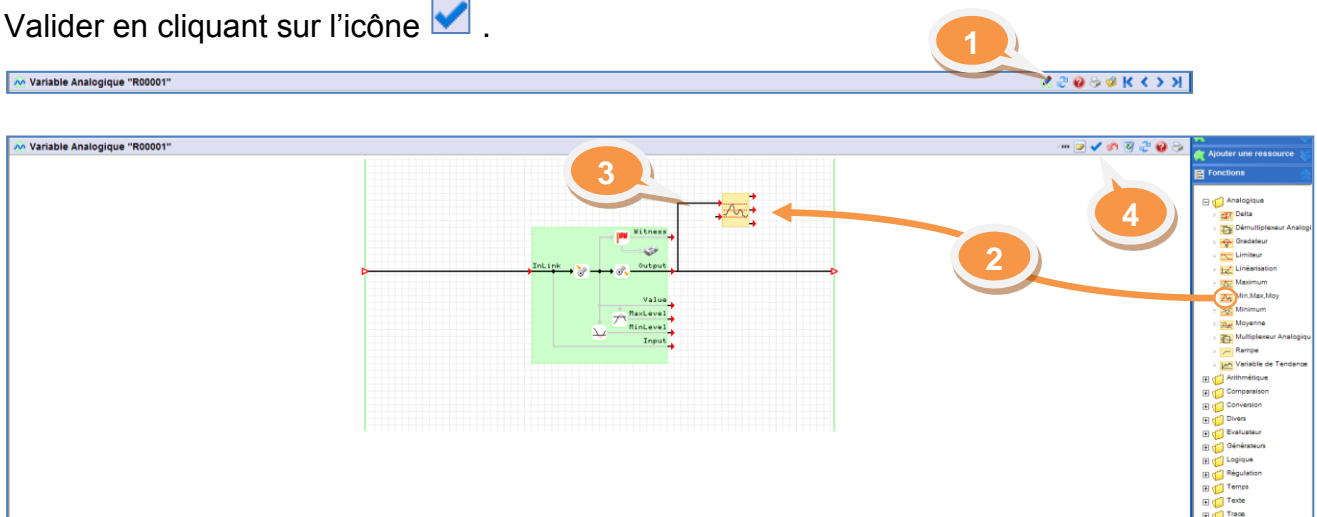 Valider en cliquant sur l'icône .
1
Variable Analogique "R00001"
Variable Analogique "R00001"
Ajouter une ressource
Fonctions
3
4
2
Witness
InLink
Output
Value
MaxLevel
MinLevel
Input
Analogique
Delta
Démultiplexeur Analogi
Gradateur
Limiteur
Linéarisation
Maximum
Min,Max,Moy
Minimum
Moyenne
Multiplexeur Analogiqu
Rampe
Variable de Tendance
Arithmétique
Comparaison
Conversion
Divers
Evaluateur
Générateurs
Logique
Régulation
Temps
Texte
Trace